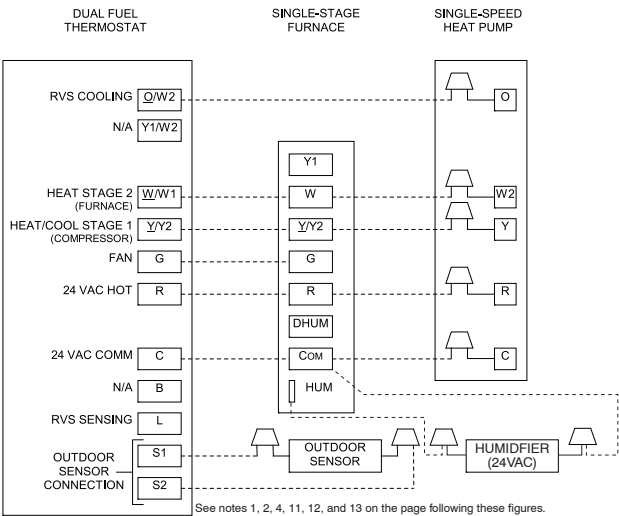 DUAL FUEL
THERMOSTAT
SINGLE-STAGE
FURNACE
SINGLE-SPEED
HEAT PUMP
RVS COOLING
O/W2
O
N/A
Y1/W2
Y1
HEAT STAGE 2
(FURNACE)
W/W1
W
W2
HEAT/COOL STAGE 1
(COMPRESSOR)
Y/Y2
Y/Y2
Y
FAN
G
G
24 VAC HOT
R
R
R
DHUM
24 VAC COMM
C
COM
C
N/A
B
HUM
RVS SENSING
L
OUTDOOR
SENSOR
CONNECTION
S1
S2
OUTDOOR
SENSOR
HUMIDFIER
(24VAC)
See notes 1, 2, 4, 11, 12, and 13 on the page following these figures.